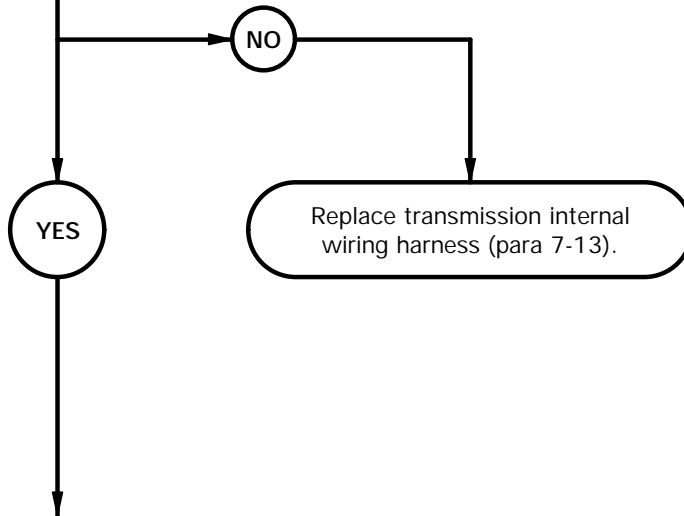 NO
YES
Replace transmission internal
wiring harness (para 7-13).